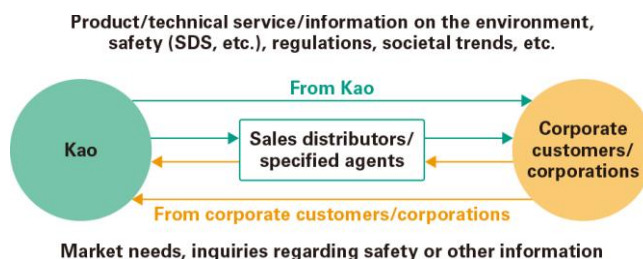 Product/technical service/information on the environment,
safety (SDS, etc.), regulations, societal trends, etc.
From Kao
Kao
Sales distributors/
specified agents
Corporate
customers/
corporations
From corporate customers/corporations
Market needs, inquiries regarding safety or other information